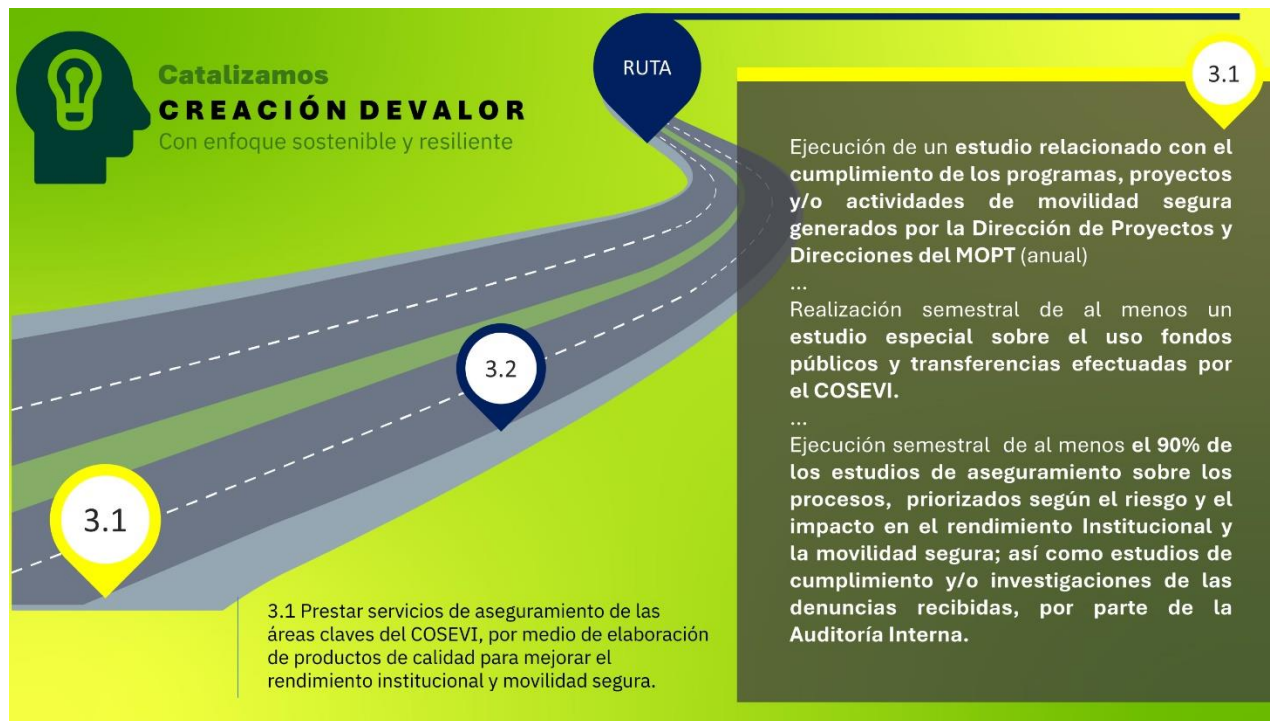 Catalizamos
CREACIÓN DEVALOR
Con enfoque sostenible y resiliente
RUTA
3.1
Ejecución de un estudio relacionado con el
cumplimiento de los programas, proyectos
y/o actividades de movilidad segura
generados por la Dirección de Proyectos y
Direcciones del MOPT (anual)
...
Realización semestral de al menos un
estudio especial sobre el uso fondos
públicos y transferencias efectuadas por
el COSEVI.
...
Ejecución semestral de al menos el 90% de
los estudios de aseguramiento sobre los
procesos, priorizados según el riesgo y el
impacto en el rendimiento Institucional y
la movilidad segura; así como estudios de
cumplimiento y/o investigaciones de las
denuncias recibidas, por parte de la
Auditoría Interna.
3.2
3.1
3.1 Prestar servicios de aseguramiento de las
áreas claves del COSEVI, por medio de elaboración
de productos de calidad para mejorar el
rendimiento institucional y movilidad segura.